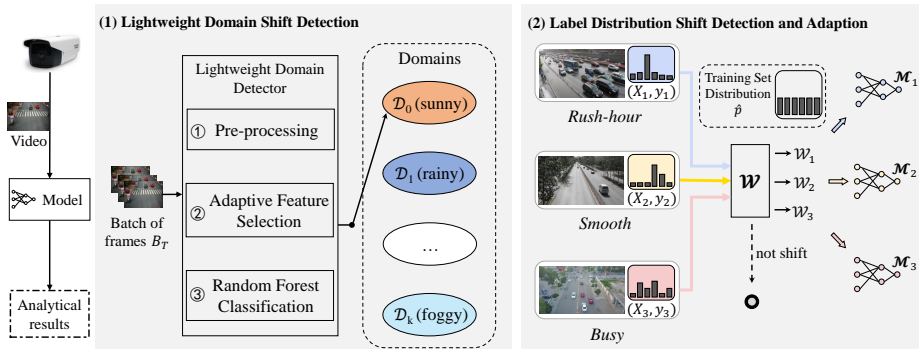 (1) Lightweight Domain Shift Detection
Video
Model
Analytical
results
Batch of
frames B_T
Lightweight Domain
Detector
① Pre-processing
② Adaptive Feature
Selection
③ Random Forest
Classification
Domains
𝒟_0 (sunny)
𝒟_1 (rainy)
...
𝒟_k (foggy)
(2) Label Distribution Shift Detection and Adaption
(X_1, y_1)
Rush-hour
(X_2, y_2)
Smooth
(X_3, y_3)
Busy
Training Set
Distribution
p̂
𝒲
𝒲_1
𝒲_2
𝒲_3
not shift
ℳ_1
ℳ_2
ℳ_3